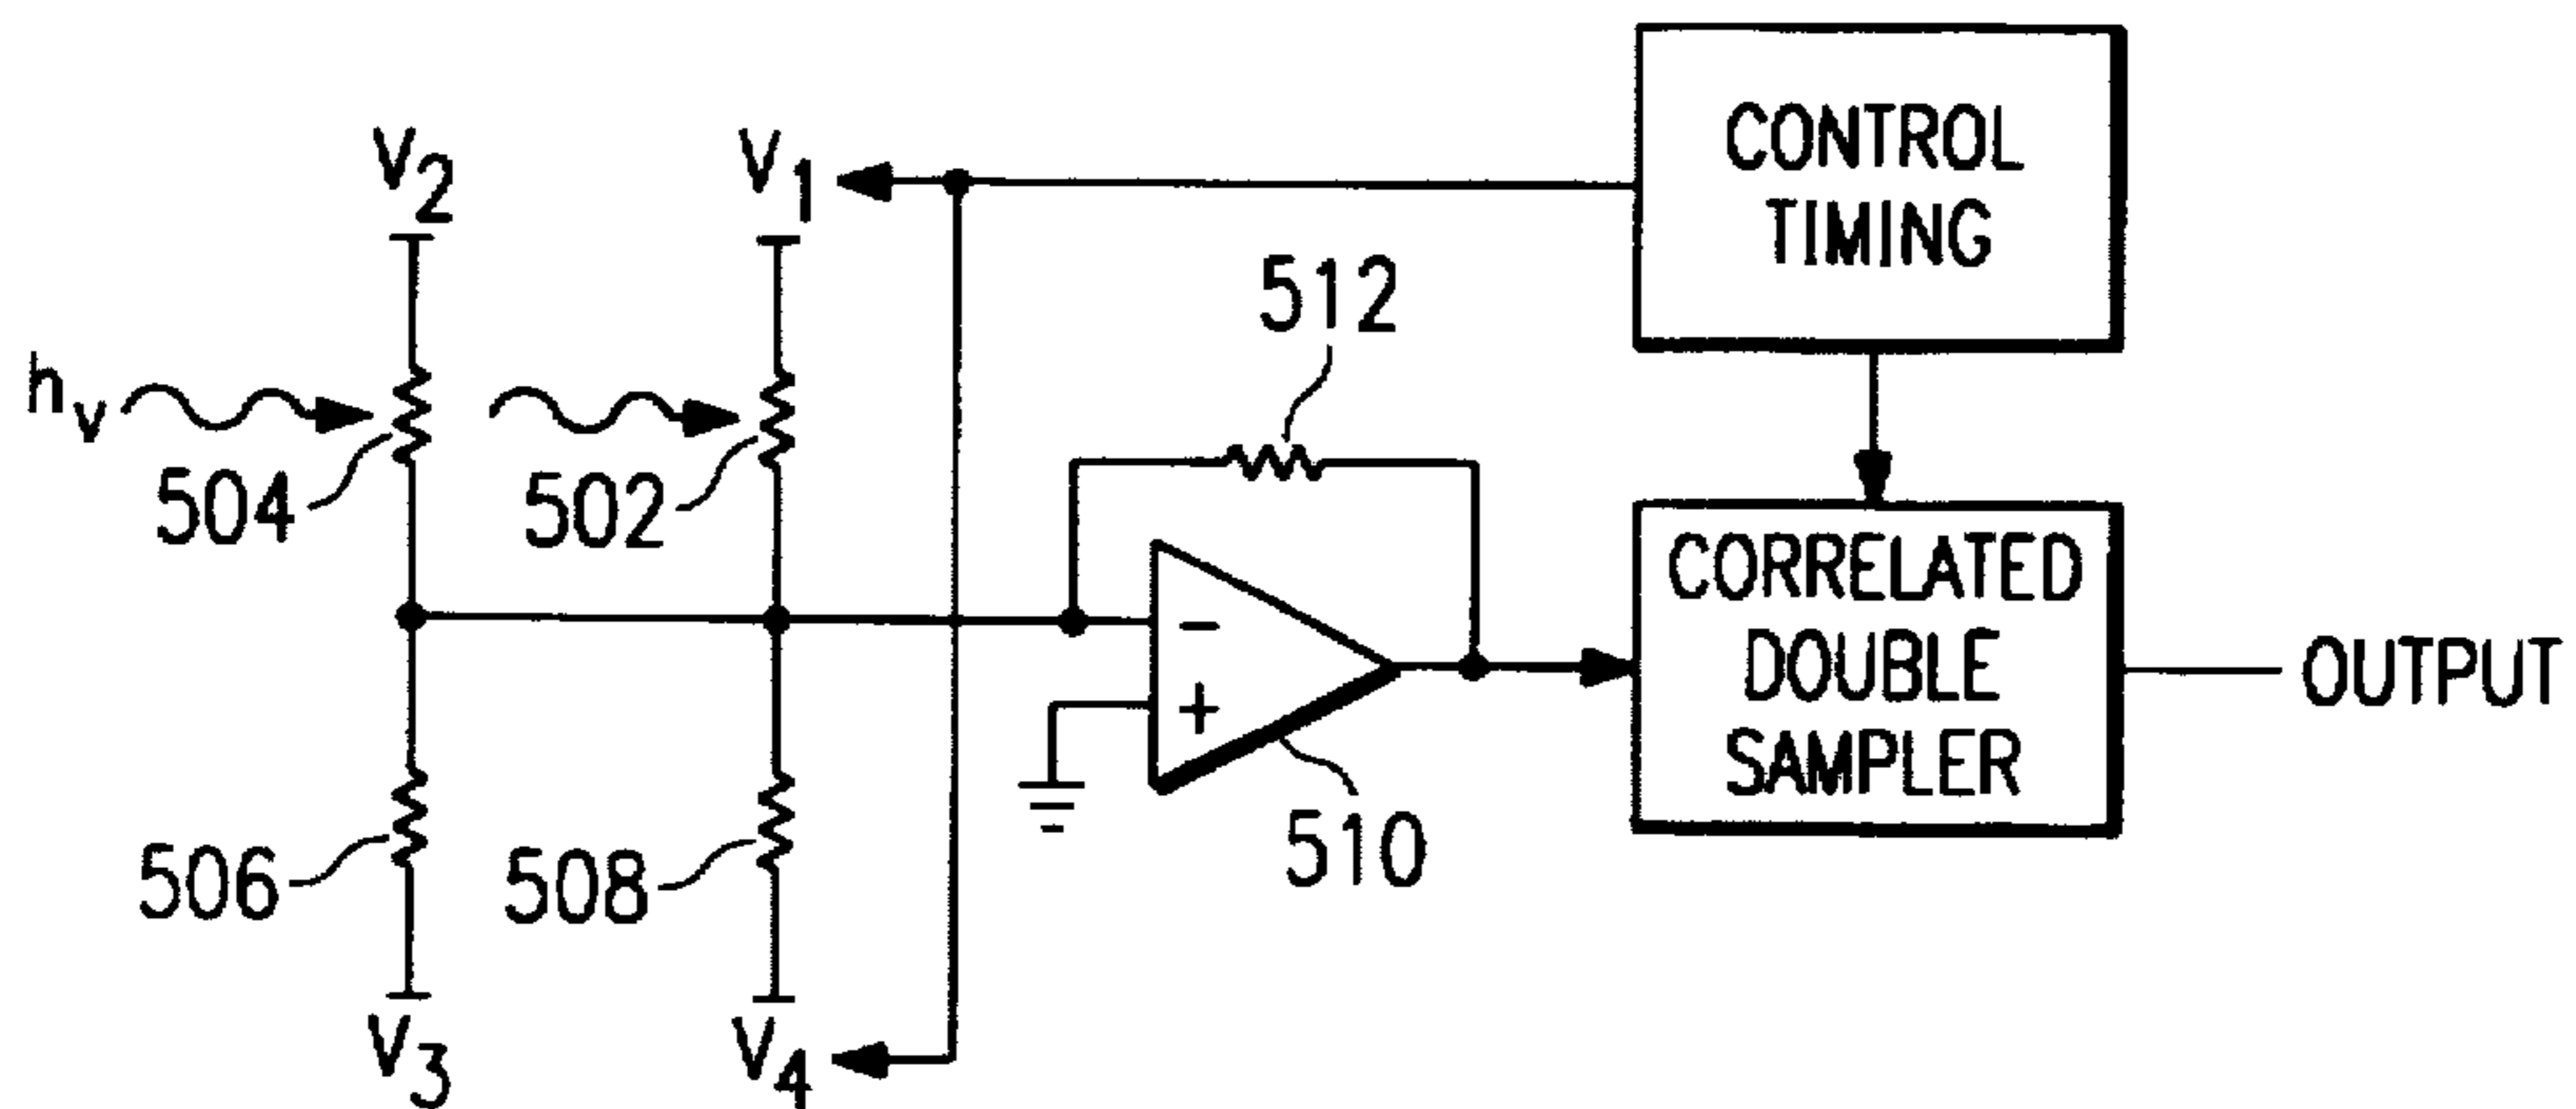 CONTROL
TIMING
V2
V1
512
hv
504
502
CORRELATED
DOUBLE
SAMPLER
−
+
OUTPUT
506
508
510
V3
V4